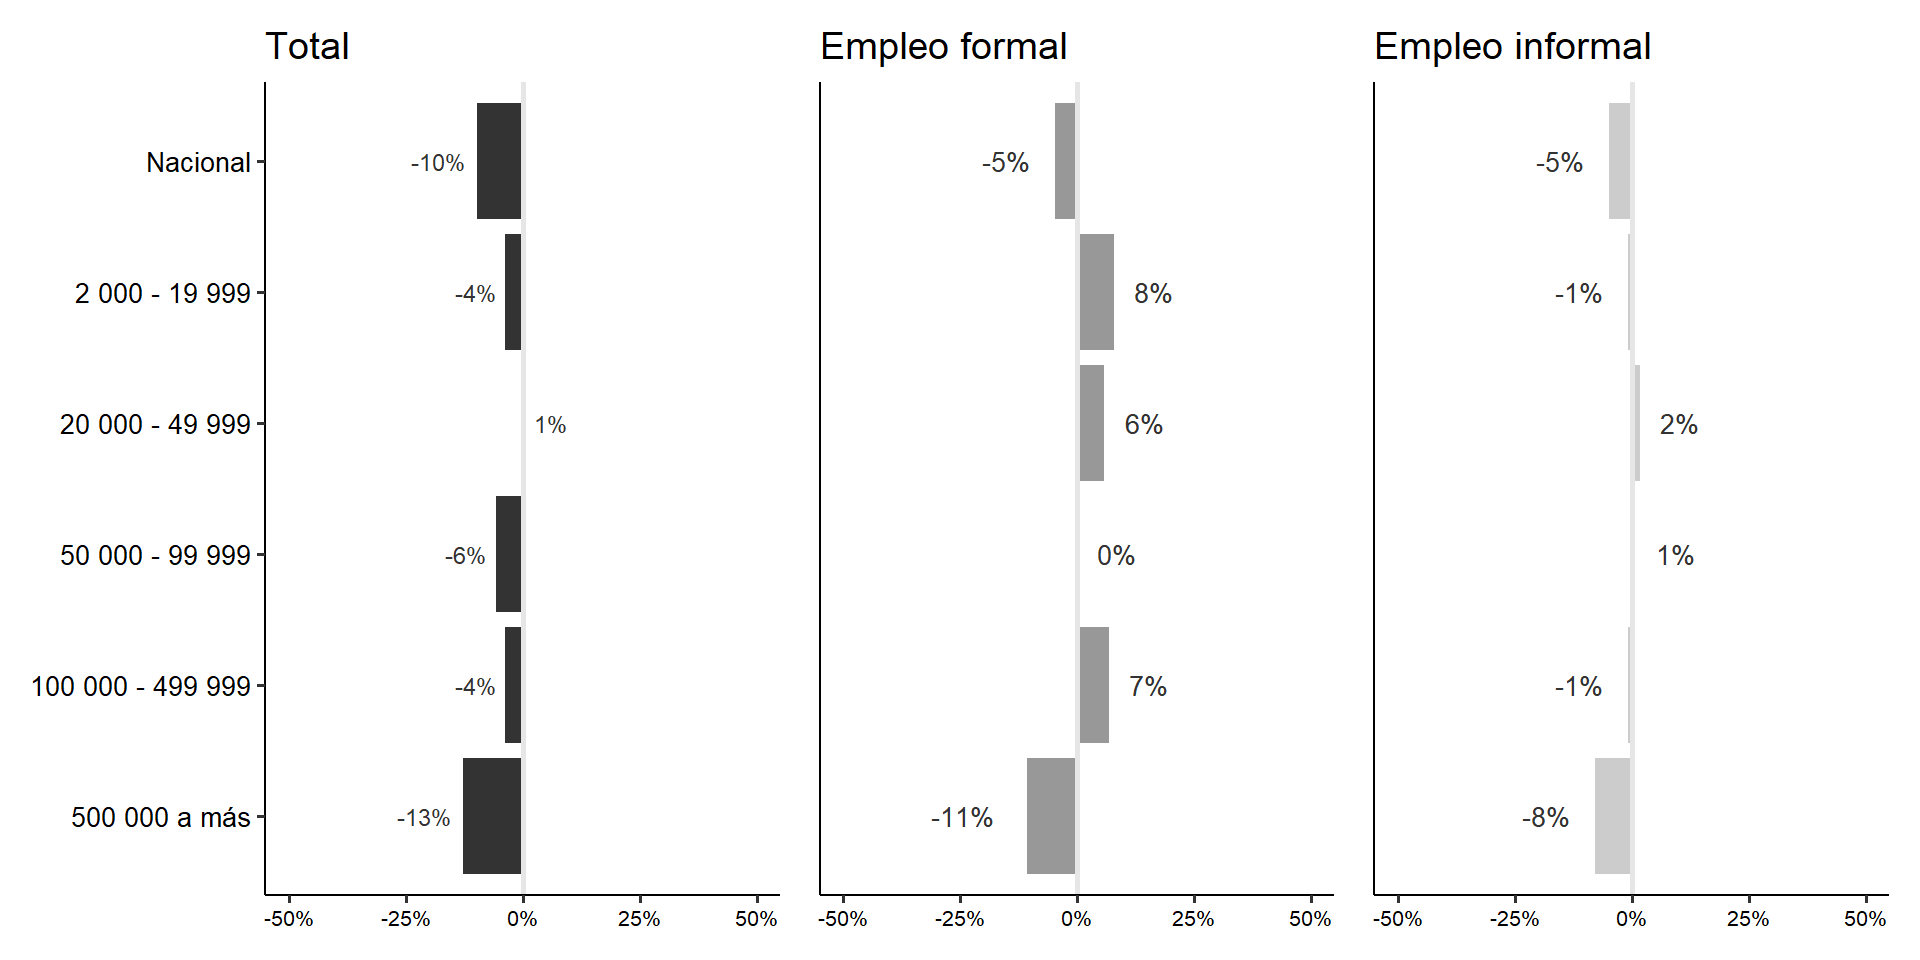 Total
Empleo formal
Empleo informal
Nacional
-10%
-5%
-5%
2 000 - 19 999
-4%
8%
-1%
20 000 - 49 999
1%
6%
2%
50 000 - 99 999
-6%
0%
1%
100 000 - 499 999
-4%
7%
-1%
500 000 a más
-13%
-11%
-8%
-50% -25% 0% 25% 50%
-50% -25% 0% 25% 50%
-50% -25% 0% 25% 50%